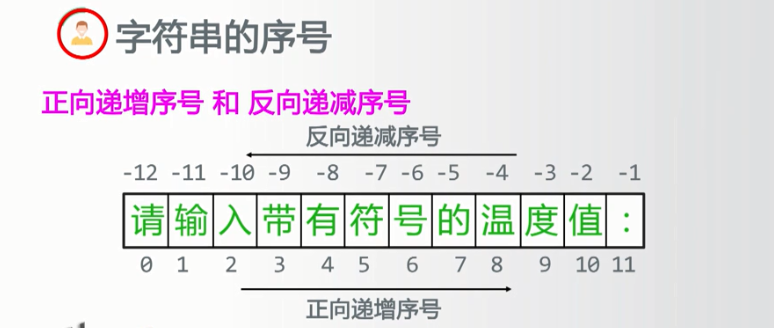 字符串的序号
正向递增序号 和 反向递减序号
反向递减序号
-12 -11 -10 -9 -8 -7 -6 -5 -4 -3 -2 -1
请输入带有符号的温度值:
0 1 2 3 4 5 6 7 8 9 10 11
正向递增序号